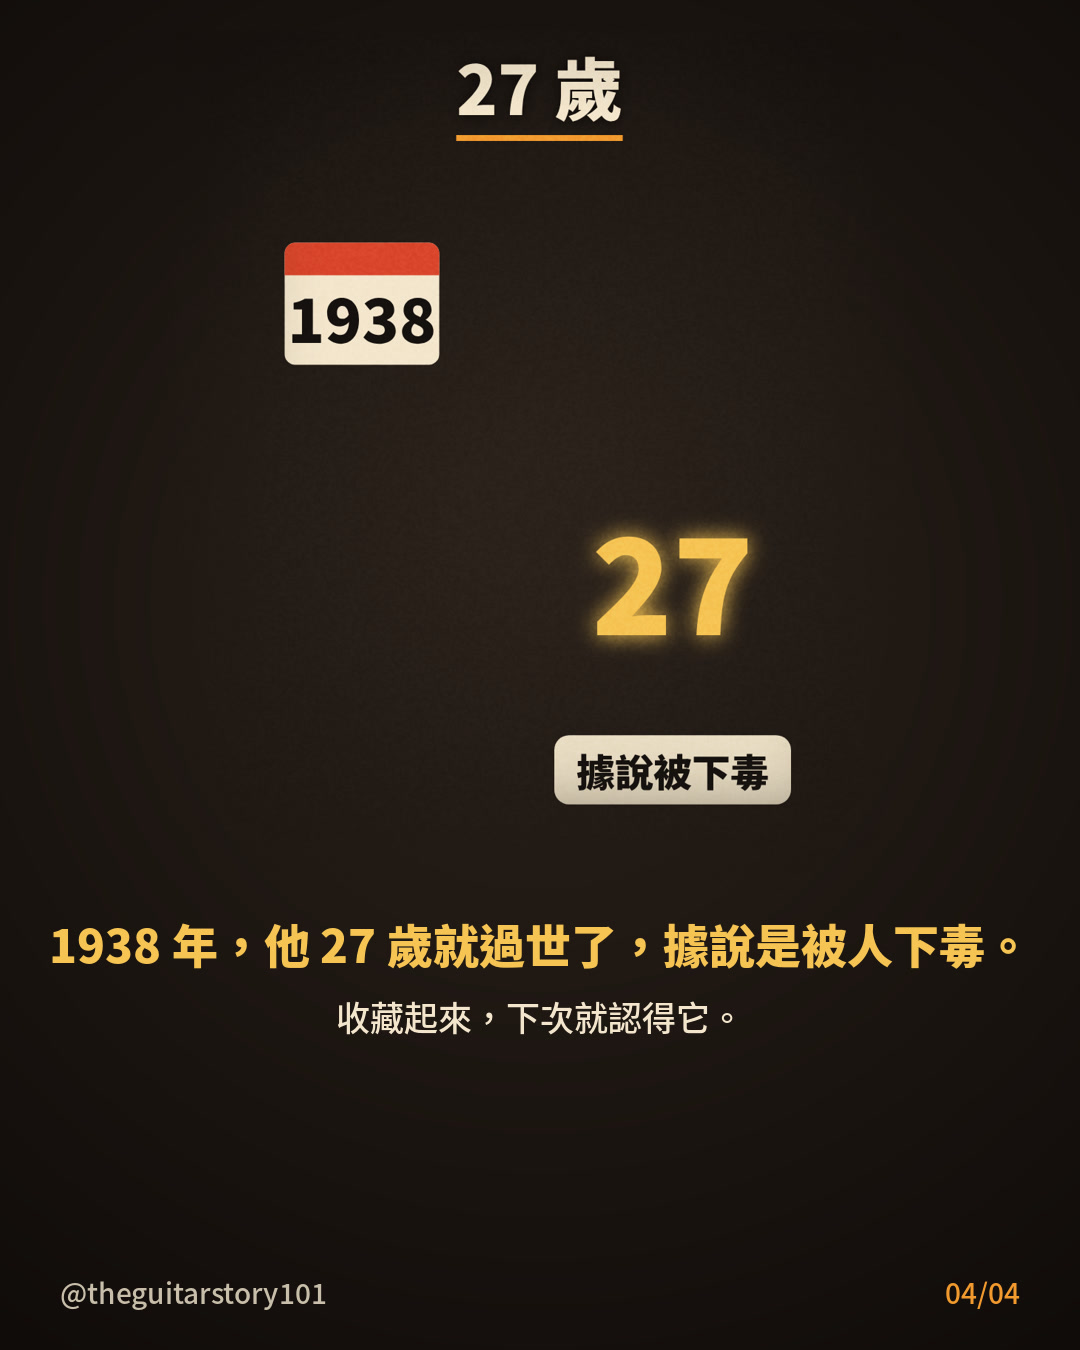 27 歲
1938
27
據說被下毒
1938 年，他 27 歲就過世了，據說是被人下毒。
收藏起來，下次就認得它。
@theguitarstory101
04/04